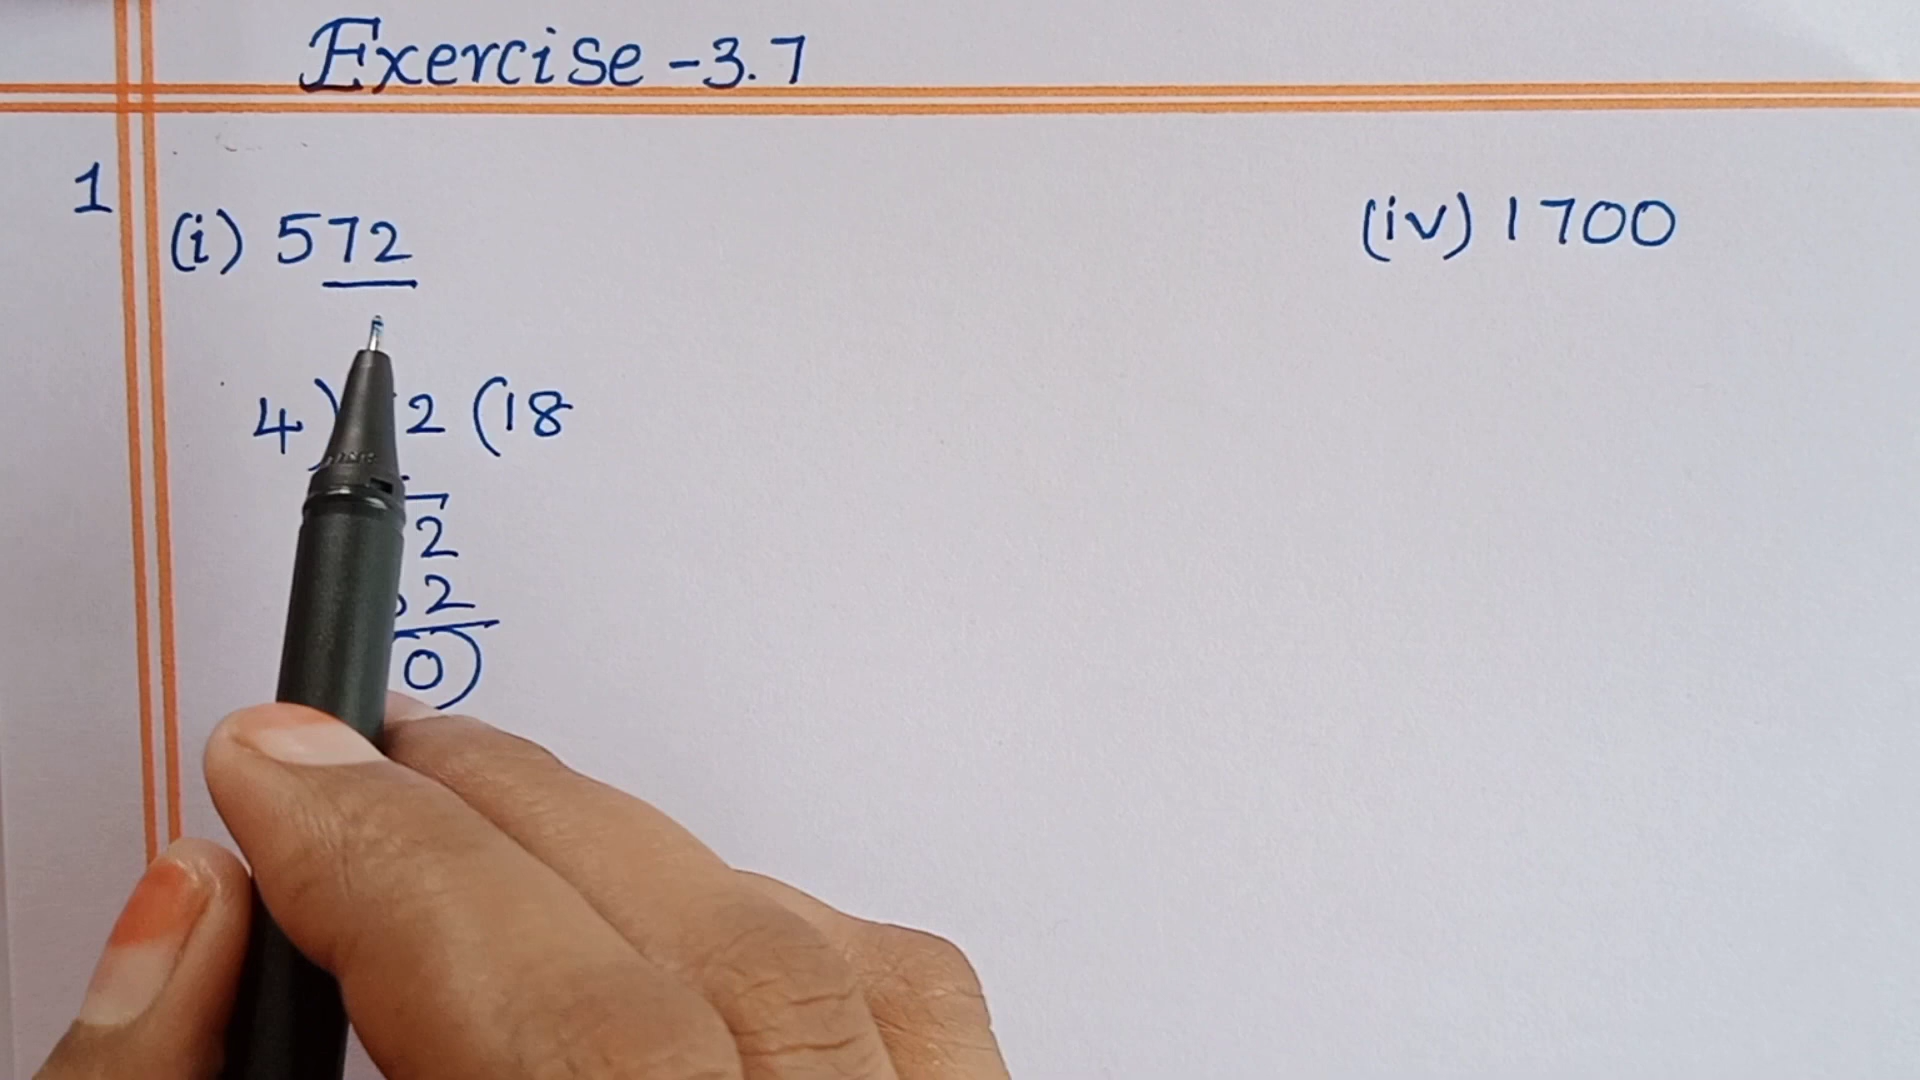 Exercise - 3.7
1
(i) 572
(iv) 1700
4) 2 (18
2
2
0)